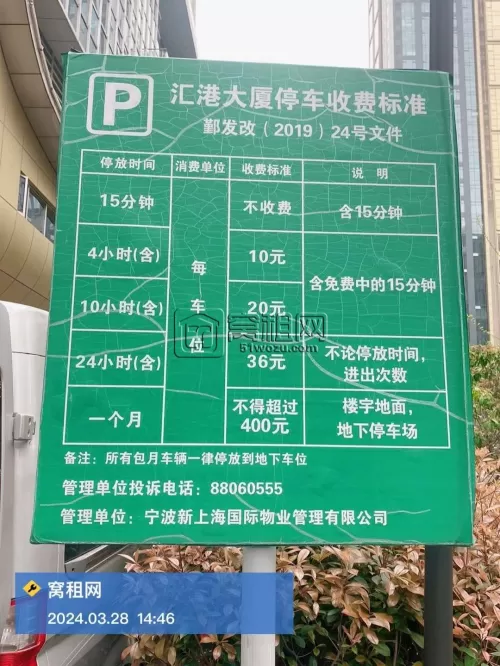 P
汇港大厦停车收费标准
鄞发改（2019）24号文件
停放时间 消费单位 收费标准 说 明
15分钟 每车位 不收费 含15分钟
4小时(含) 10元 含免费中的15分钟
10小时(含) 20元
24小时(含) 36元 不论停放时间，进出次数
一个月 不得超过400元 楼宇地面，地下停车场
备注：所有包月车辆一律停放到地下车位
管理单位投诉电话：88060555
管理单位：宁波新上海国际物业管理有限公司
窝租网
51wozu.com
窝租网
2024.03.28 14:46